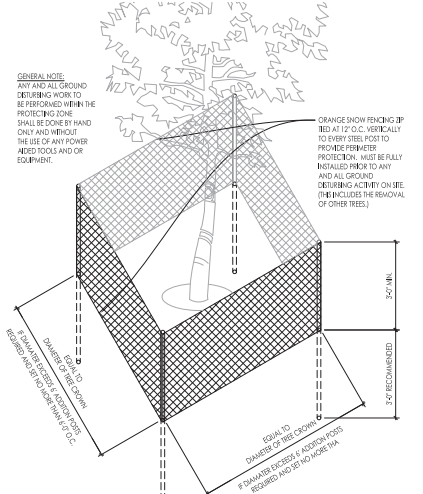 GENERAL NOTE:
ANY AND ALL GROUND
DISTURBING WORK TO
BE PERFORMED WITHIN THE
PROTECTING ZONE
SHALL BE DONE BY HAND
ONLY AND WITHOUT
THE USE OF ANY POWER
AIDED TOOLS AND OR
EQUIPMENT.
ORANGE SNOW FENCING ZIP
TIED AT 12" O.C. VERTICALLY
TO EVERY STEEL POST TO
PROVIDE PERIMETER
PROTECTION. MUST BE FULLY
INSTALLED PRIOR TO ANY
AND ALL GROUND
DISTURBING ACTIVITY ON SITE.
(THIS INCLUDES THE REMOVAL
OF OTHER TREES.)
3'-0" MIN.
3'-0" RECOMMENDED
EQUAL TO
DIAMETER OF TREE CROWN
IF DIAMATER EXCEEDS 6' ADDITON POSTS
REQUIRED AND SET NO MORE THAN 6'-0" O.C.
EQUAL TO
DIAMETER OF TREE CROWN
IF DIAMATER EXCEEDS 6' ADDITON POSTS
REQUIRED AND SET NO MORE THA